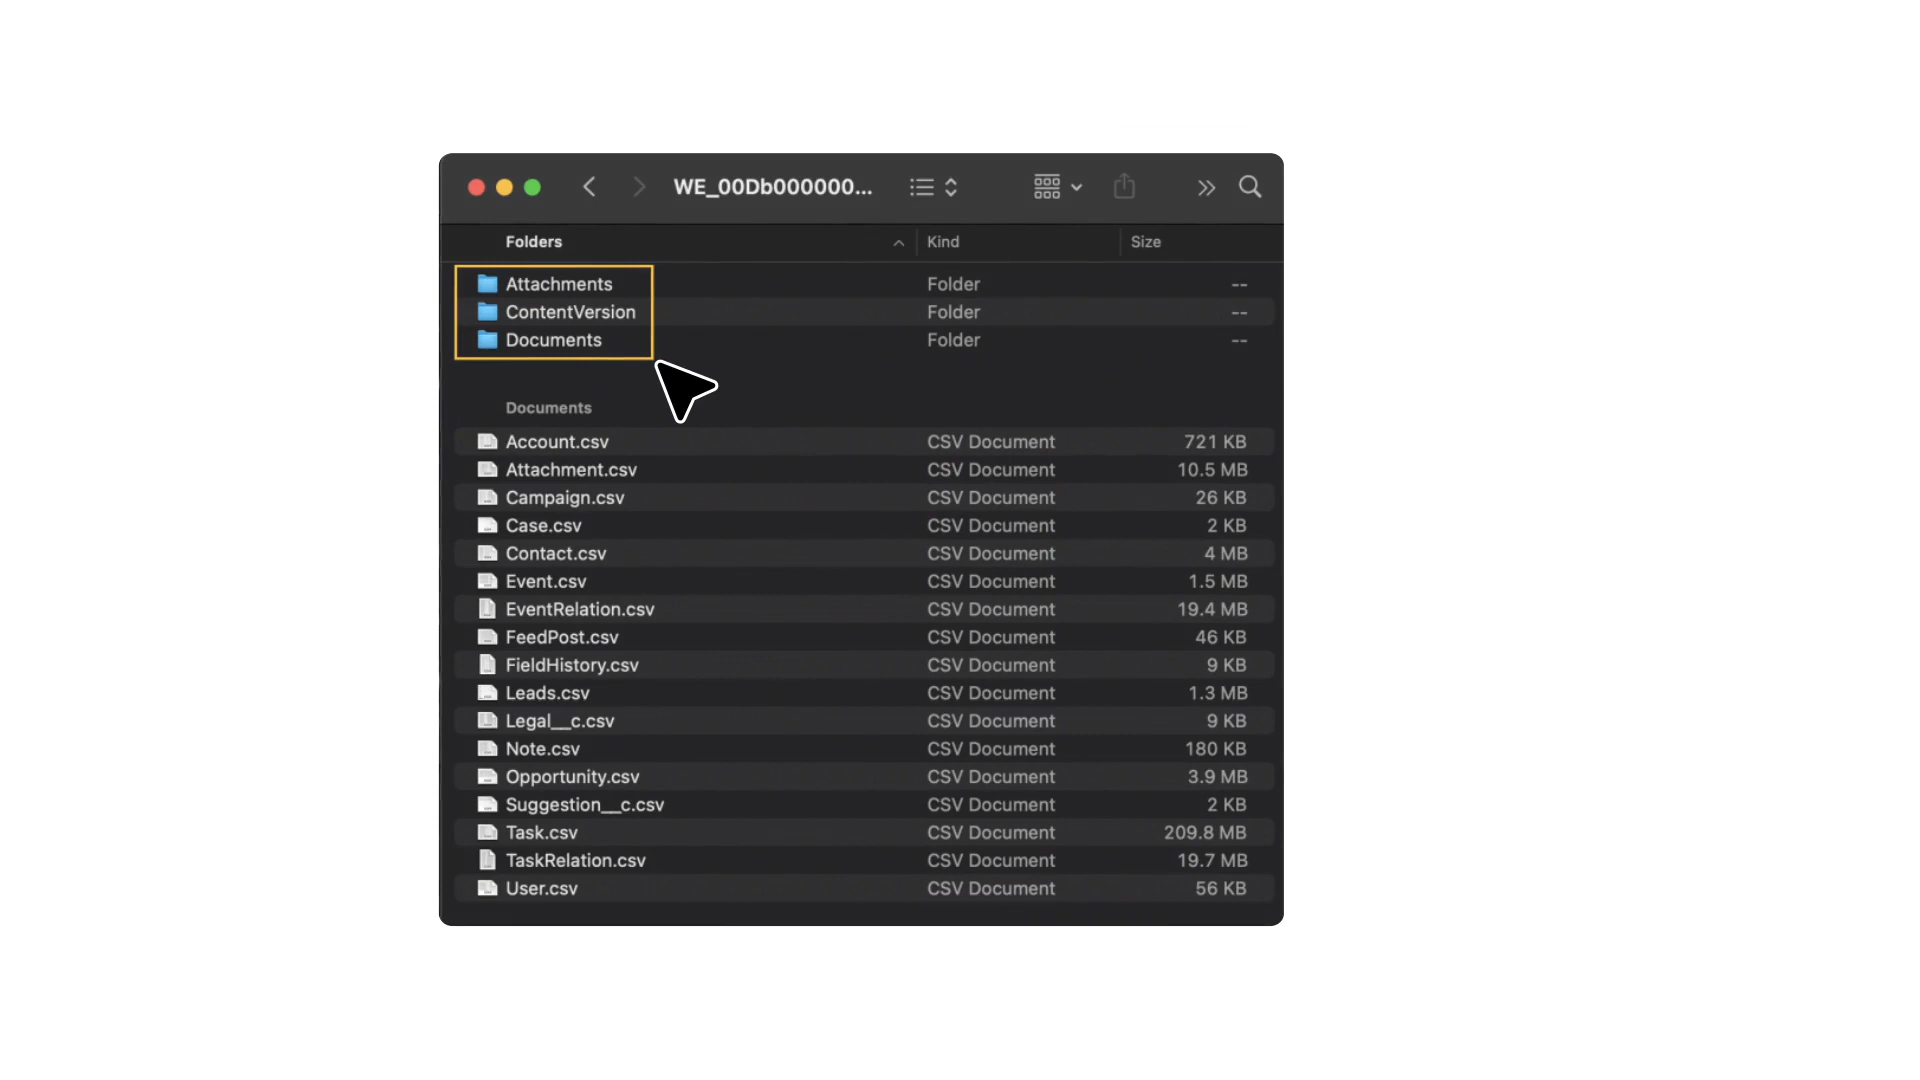 WE_00Db000000...
Folders Kind Size
Attachments Folder --
ContentVersion Folder --
Documents Folder --
Documents
Account.csv CSV Document 721 KB
Attachment.csv CSV Document 10.5 MB
Campaign.csv CSV Document 26 KB
Case.csv CSV Document 2 KB
Contact.csv CSV Document 4 MB
Event.csv CSV Document 1.5 MB
EventRelation.csv CSV Document 19.4 MB
FeedPost.csv CSV Document 46 KB
FieldHistory.csv CSV Document 9 KB
Leads.csv CSV Document 1.3 MB
Legal__c.csv CSV Document 9 KB
Note.csv CSV Document 180 KB
Opportunity.csv CSV Document 3.9 MB
Suggestion__c.csv CSV Document 2 KB
Task.csv CSV Document 209.8 MB
TaskRelation.csv CSV Document 19.7 MB
User.csv CSV Document 56 KB